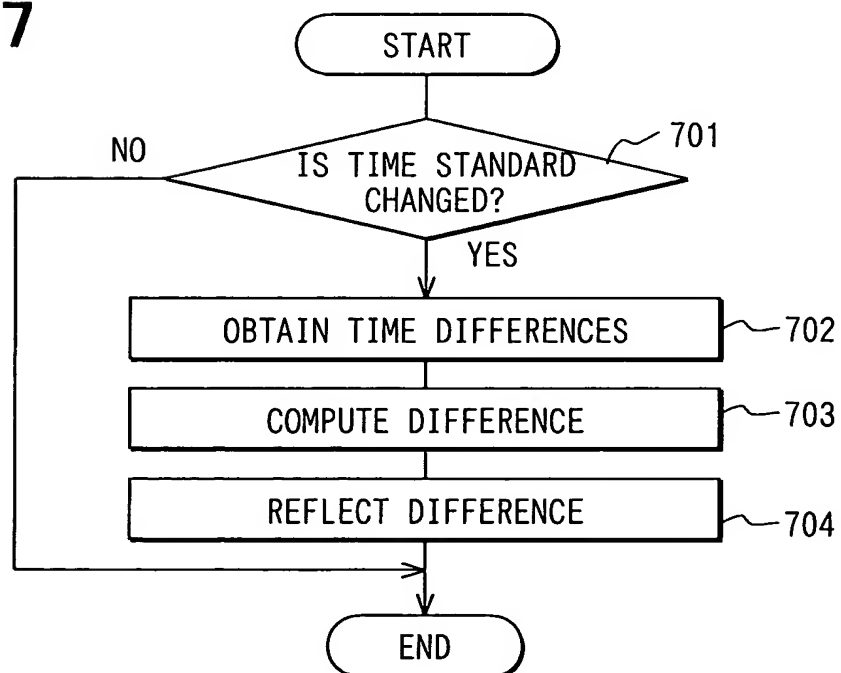 7
START
701
NO
IS TIME STANDARD
CHANGED?
YES
OBTAIN TIME DIFFERENCES
702
COMPUTE DIFFERENCE
703
REFLECT DIFFERENCE
704
END